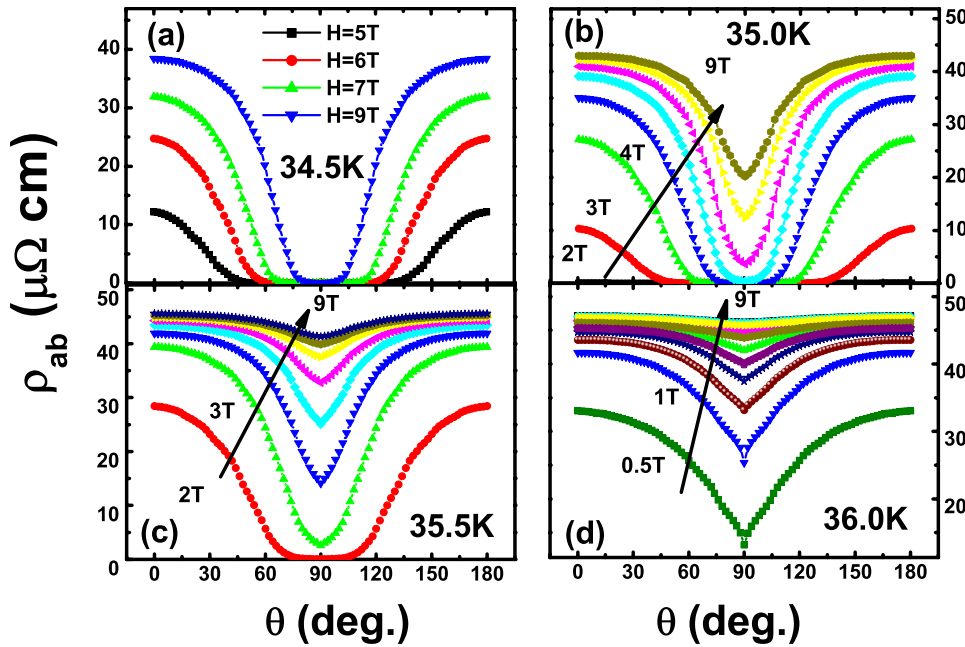 (a)
H=5T
H=6T
H=7T
H=9T
34.5K
40
30
20
10
0
(b)
35.0K
9T
4T
3T
2T
50
40
30
20
10
0
ρab (μΩ cm)
50
40
30
20
10
0
9T
3T
2T
(c)
35.5K
0 30 60 90 120 150 180
θ (deg.)
9T
1T
0.5T
(d)
36.0K
50
40
30
20
0 30 60 90 120 150 180
θ (deg.)